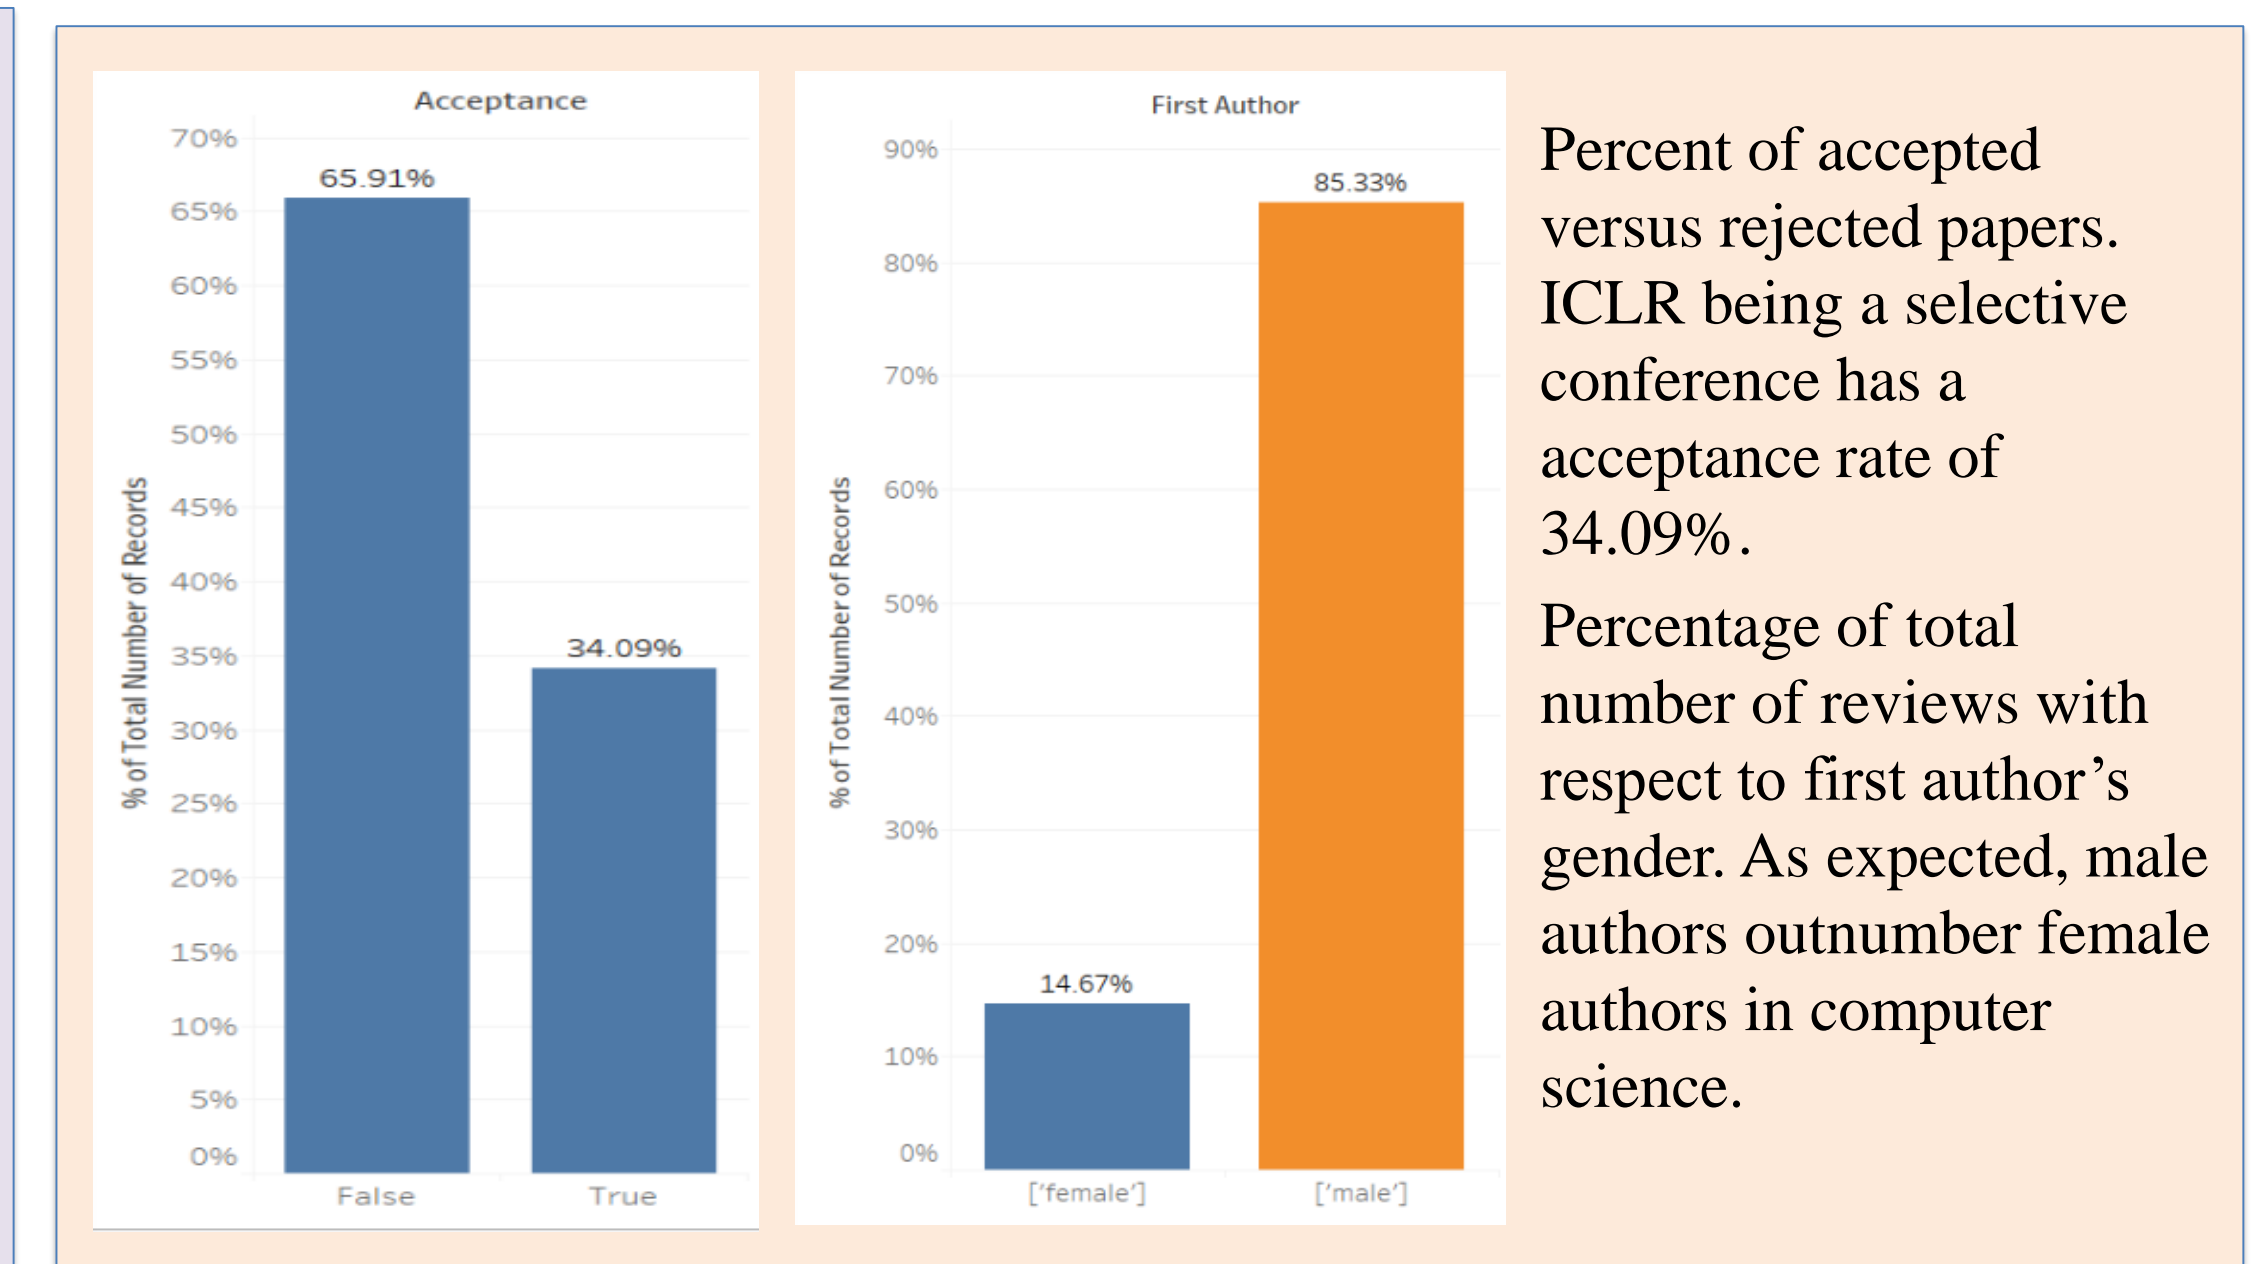 Acceptance
70%
65%
60%
55%
50%
45%
40%
35%
30%
25%
20%
15%
10%
5%
0%
% of Total Number of Records
65.91%
34.09%
False
True
First Author
90%
80%
70%
60%
50%
40%
30%
20%
10%
0%
% of Total Number of Records
14.67%
85.33%
['female']
['male']
Percent of accepted
versus rejected papers.
ICLR being a selective
conference has a
acceptance rate of
34.09%.
Percentage of total
number of reviews with
respect to first author’s
gender. As expected, male
authors outnumber female
authors in computer
science.